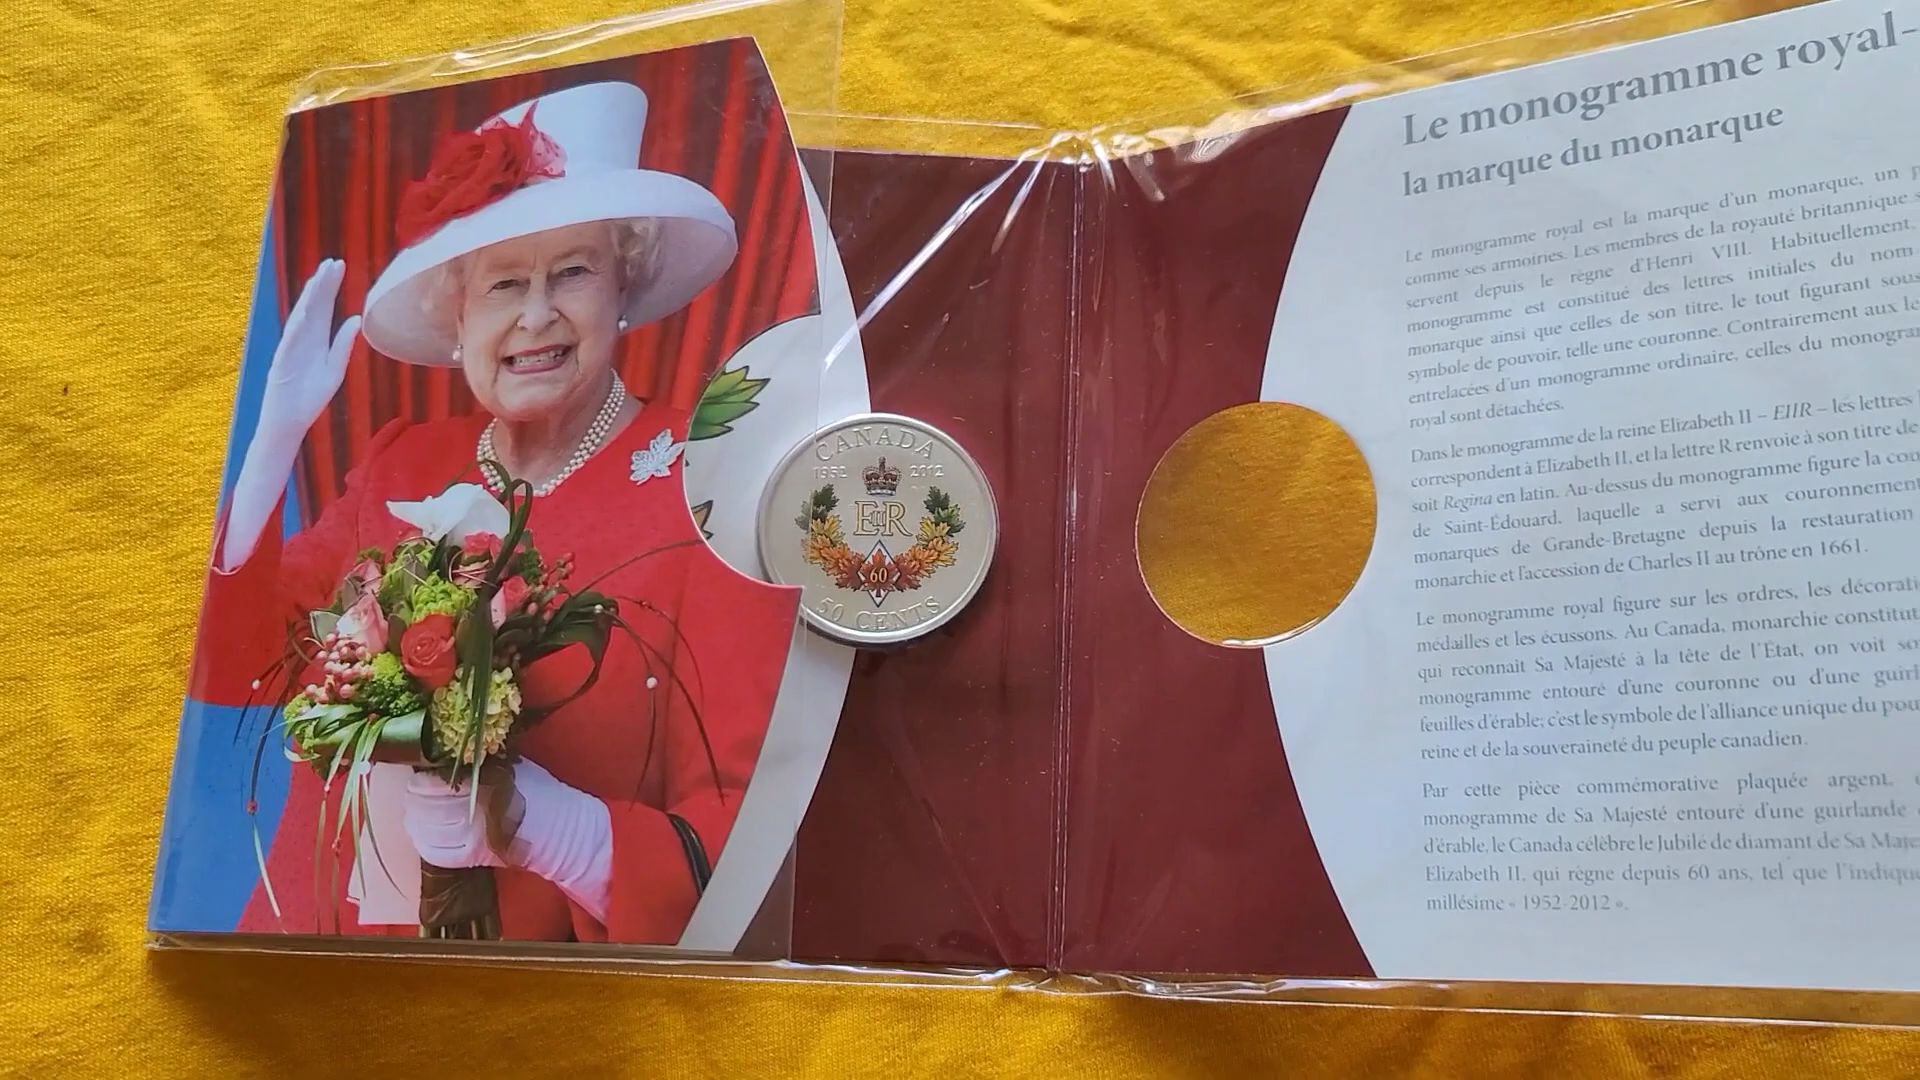 CANADA
1952 2012
EIIR
60
50 CENTS
Le monogramme royal-
la marque du monarque
Le monogramme royal est la marque d'un monarque, un
comme ses armoiries. Les membres de la royauté britannique
servent depuis le règne d'Henri VIII. Habituellement,
monogramme est constitué des lettres initiales du nom
monarque ainsi que celles de son titre, le tout figurant sous
symbole de pouvoir, telle une couronne. Contrairement aux
entrelacées d'un monogramme ordinaire, celles du
royal sont détachées.
Dans le monogramme de la reine Elizabeth II – EIIR – les lettres
correspondent à Elizabeth II, et la lettre R renvoie à son titre de
soit Regina en latin. Au-dessus du monogramme figure la
de Saint-Édouard, laquelle a servi aux
monarques de Grande-Bretagne depuis la restauration
monarchie et l'accession de Charles II au trône en 1661.
Le monogramme royal figure sur les ordres, les
médailles et les écussons. Au Canada, monarchie
qui reconnaît Sa Majesté à la tête de l'État, on voit
monogramme entouré d'une couronne ou d'une
feuilles d'érable; c'est le symbole de l'alliance unique du
reine et de la souveraineté du peuple canadien.
Par cette pièce commémorative plaquée argent,
monogramme de Sa Majesté entouré d'une guirlande
d'érable, le Canada célèbre le Jubilé de diamant de Sa
Elizabeth II, qui règne depuis 60 ans, tel que
millésime « 1952-2012 ».